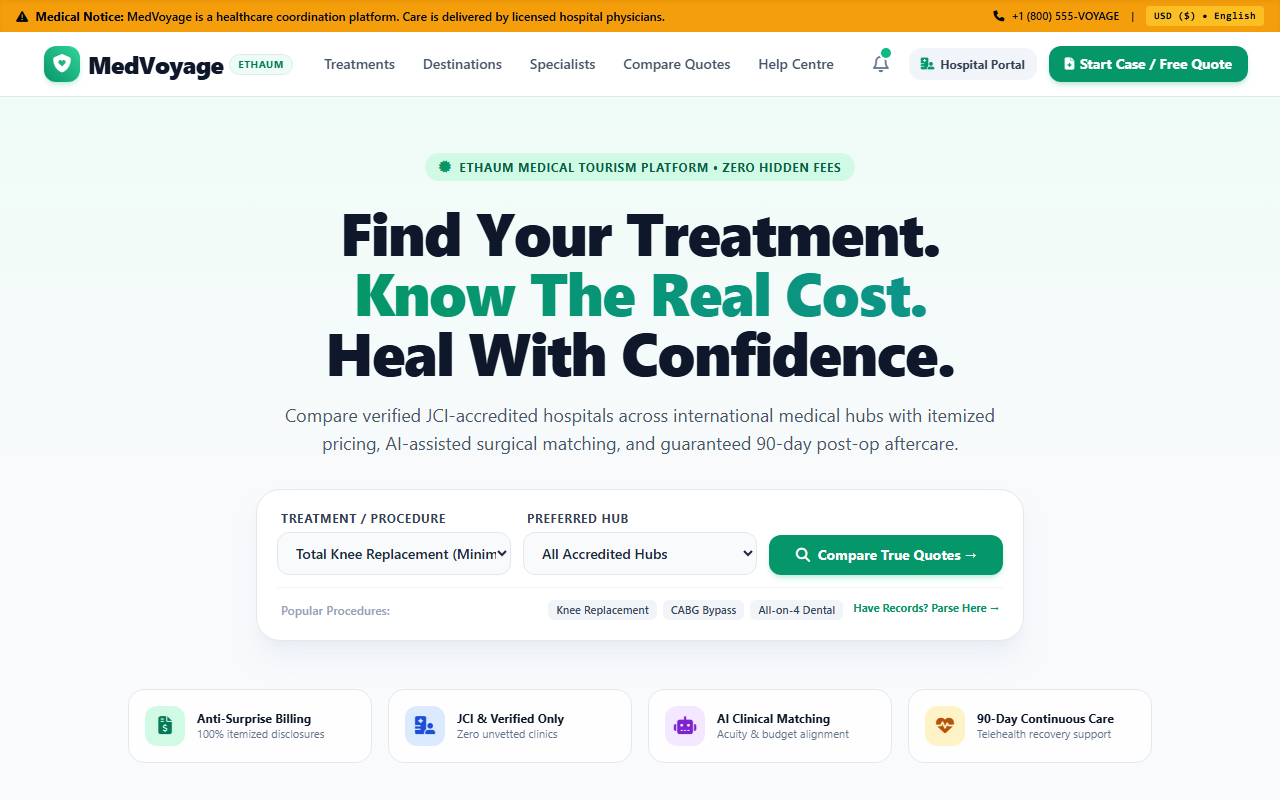 Medical Notice: MedVoyage is a healthcare coordination platform. Care is delivered by licensed hospital physicians.
+1 (800) 555-VOYAGE | USD ($) • English
MedVoyage ETHAUM Treatments Destinations Specialists Compare Quotes Help Centre Hospital Portal Start Case / Free Quote
ETHAUM MEDICAL TOURISM PLATFORM • ZERO HIDDEN FEES
Find Your Treatment.
Know The Real Cost.
Heal With Confidence.
Compare verified JCI-accredited hospitals across international medical hubs with itemized
pricing, AI-assisted surgical matching, and guaranteed 90-day post-op aftercare.
TREATMENT / PROCEDURE PREFERRED HUB
Total Knee Replacement (Minim All Accredited Hubs Compare True Quotes →
Popular Procedures: Knee Replacement CABG Bypass All-on-4 Dental Have Records? Parse Here →
Anti-Surprise Billing
100% itemized disclosures
JCI & Verified Only
Zero unvetted clinics
AI Clinical Matching
Acuity & budget alignment
90-Day Continuous Care
Telehealth recovery support